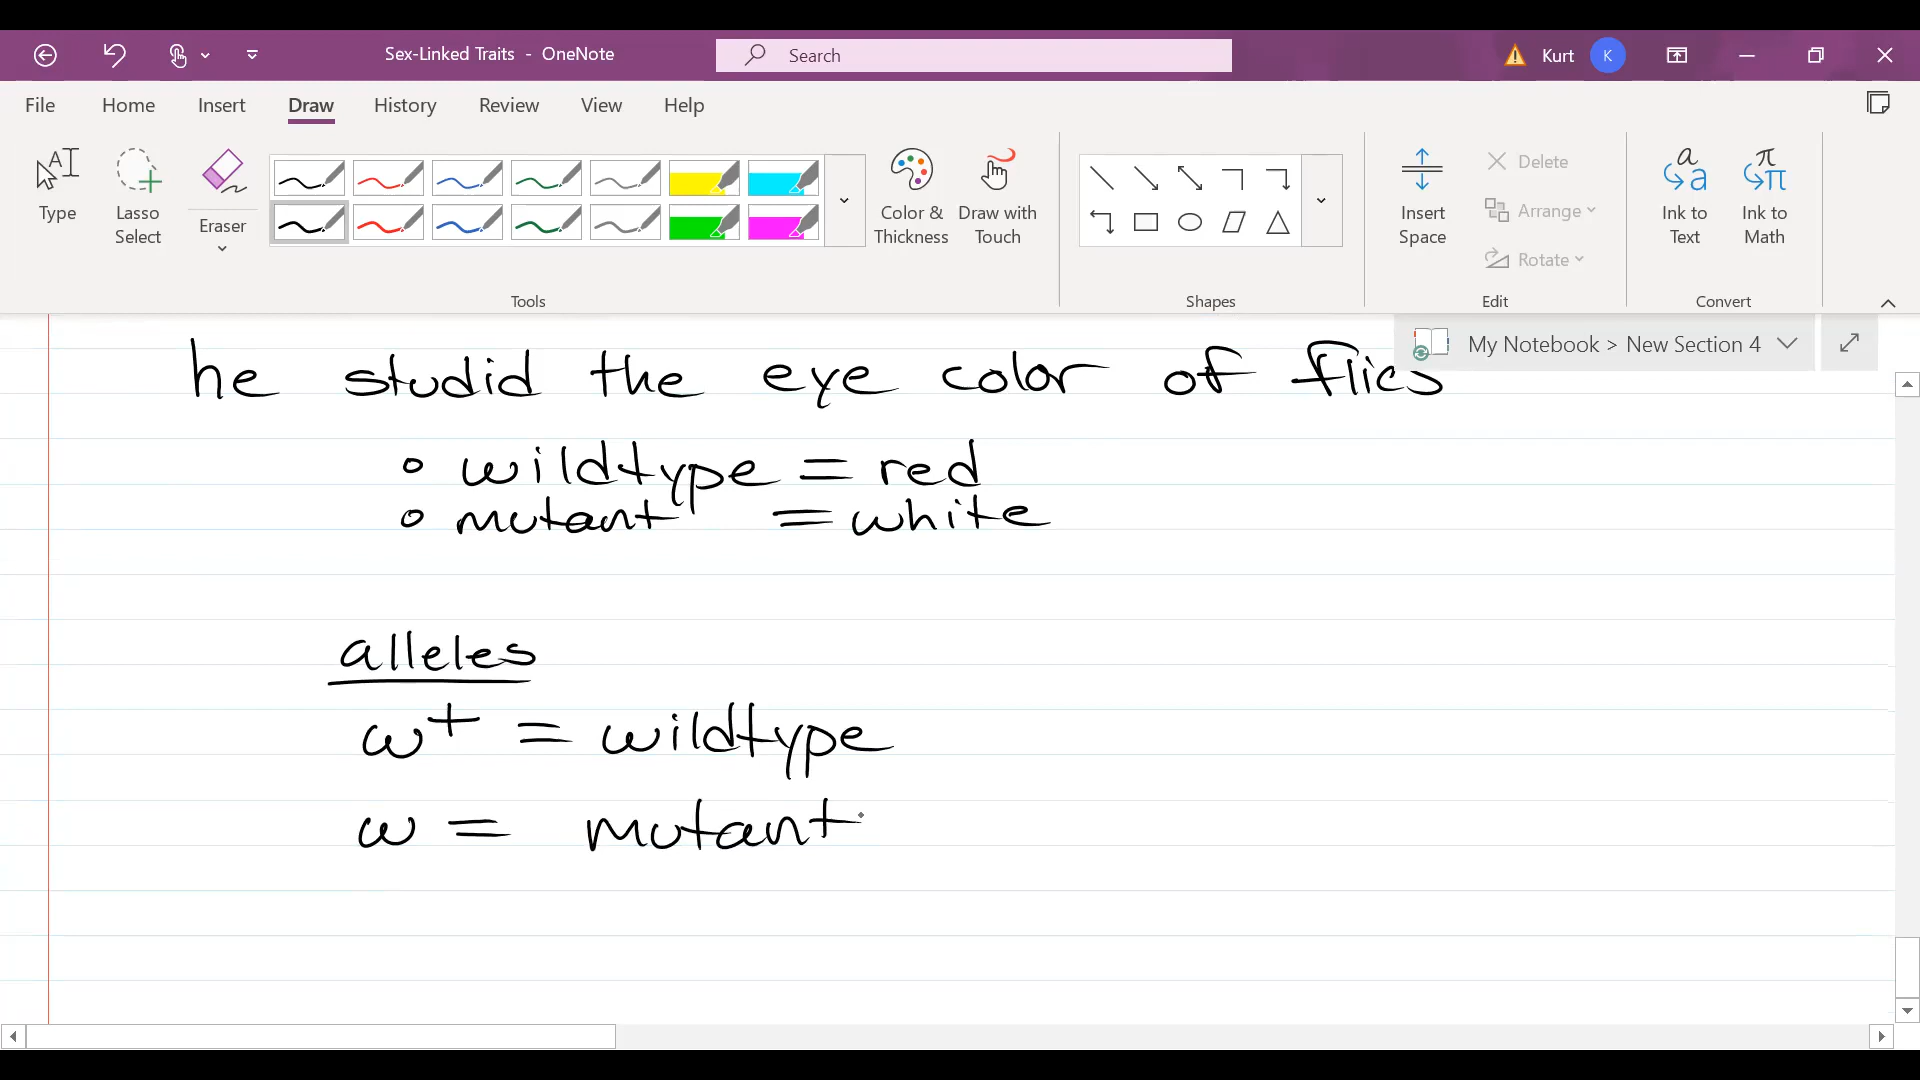 Sex-Linked Traits - OneNote
Search
Kurt
K
File Home Insert Draw History Review View Help
Type
Lasso Select
Eraser
Color & Thickness
Draw with Touch
Insert Space
Delete
Arrange
Rotate
Ink to Text
Ink to Math
Tools
Shapes
Edit
Convert
My Notebook > New Section 4
he studid the eye color of flies
o wildtype = red
o mutant = white
alleles
w+ = wildtype
w = mutant